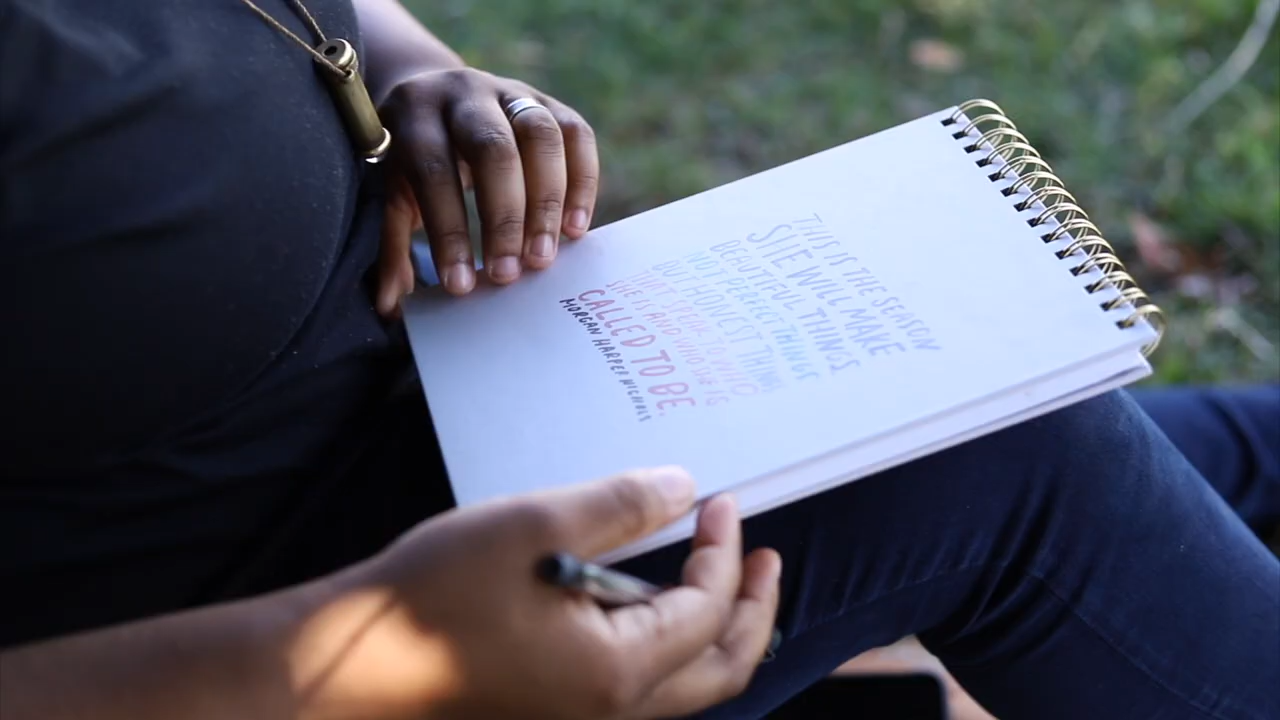 THIS IS THE SEASON
SHE WILL MAKE
BEAUTIFUL THINGS
NOT PERFECT THINGS
BUT HONEST THINGS
THAT SPEAK TO WHO
SHE IS AND WHO SHE IS
CALLED TO BE.
MORGAN HARPER NICHOLS